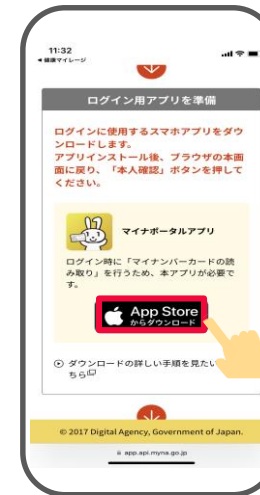 11:32
◀ 健康マイレージ
ログイン用アプリを準備
ログインに使用するスマホアプリをダウ
ンロードします。
アプリインストール後、ブラウザの本画
面に戻り、「本人確認」ボタンを押して
ください。
マイナポータルアプリ
ログイン時に「マイナンバーカードの読
み取り」を行うため、本アプリが必要で
す。
App Store
からダウンロード
ダウンロードの詳しい手順を見たい
ちら
© 2017 Digital Agency, Government of Japan.
app.api.myna.go.jp